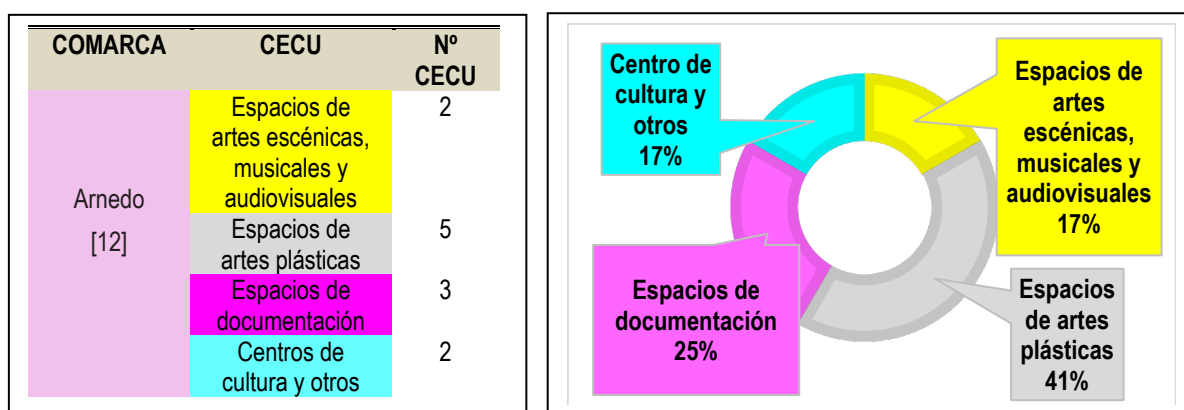 COMARCA CECU Nº
CECU
Arnedo
[12]
Espacios de 2
artes escénicas,
musicales y
audiovisuales
Espacios de 5
artes plásticas
Espacios de 3
documentación
Centros de 2
cultura y otros
Centro de
cultura y
otros
17%
Espacios de
artes
escénicas,
musicales y
audiovisuales
17%
Espacios de
documentación
25%
Espacios
de artes
plásticas
41%